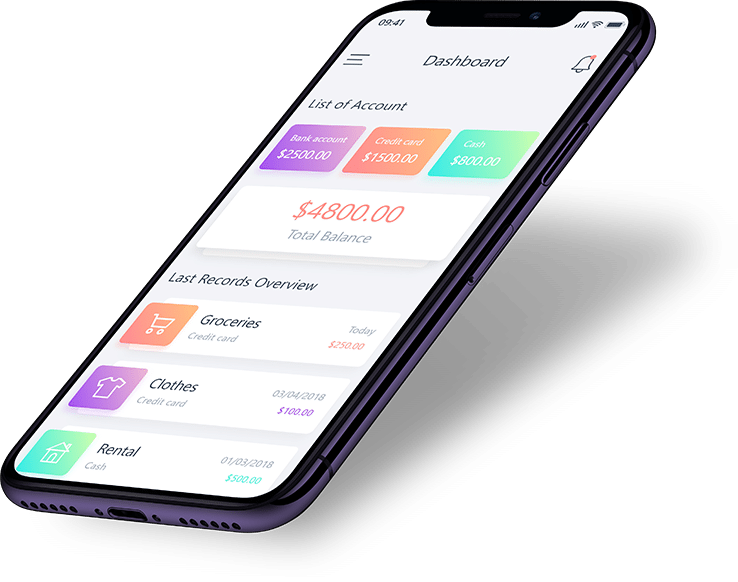 09:41
Dashboard
List of Account
Bank account
$2500.00
Credit card
$1500.00
Cash
$800.00
$4800.00
Total Balance
Last Records Overview
Groceries
Credit card
Today
$250.00
Clothes
Credit card
03/04/2018
$100.00
Rental
Cash
01/03/2018
$500.00